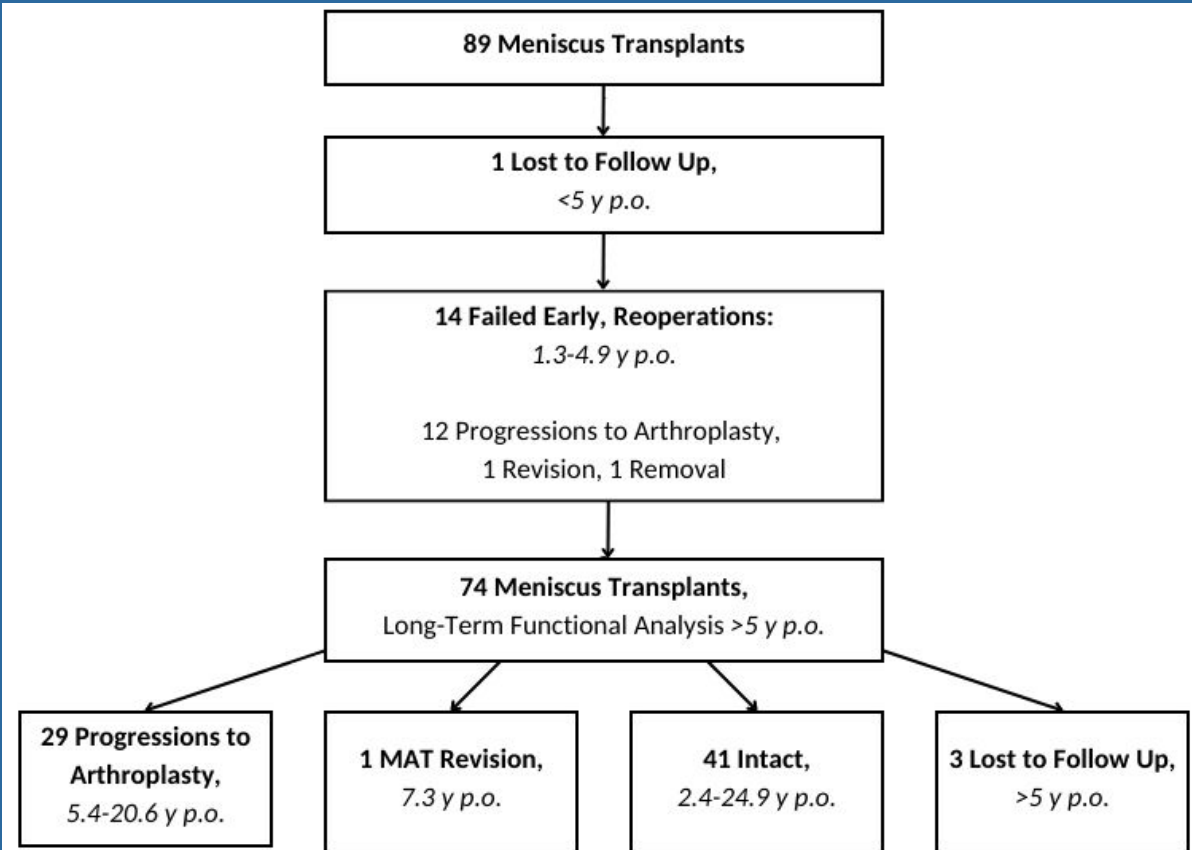 89 Meniscus Transplants
1 Lost to Follow Up,
<5 y p.o.
14 Failed Early, Reoperations:
1.3-4.9 y p.o.
12 Progressions to Arthroplasty,
1 Revision, 1 Removal
74 Meniscus Transplants,
Long-Term Functional Analysis >5 y p.o.
29 Progressions to
Arthroplasty,
5.4-20.6 y p.o.
1 MAT Revision,
7.3 y p.o.
41 Intact,
2.4-24.9 y p.o.
3 Lost to Follow Up,
>5 y p.o.